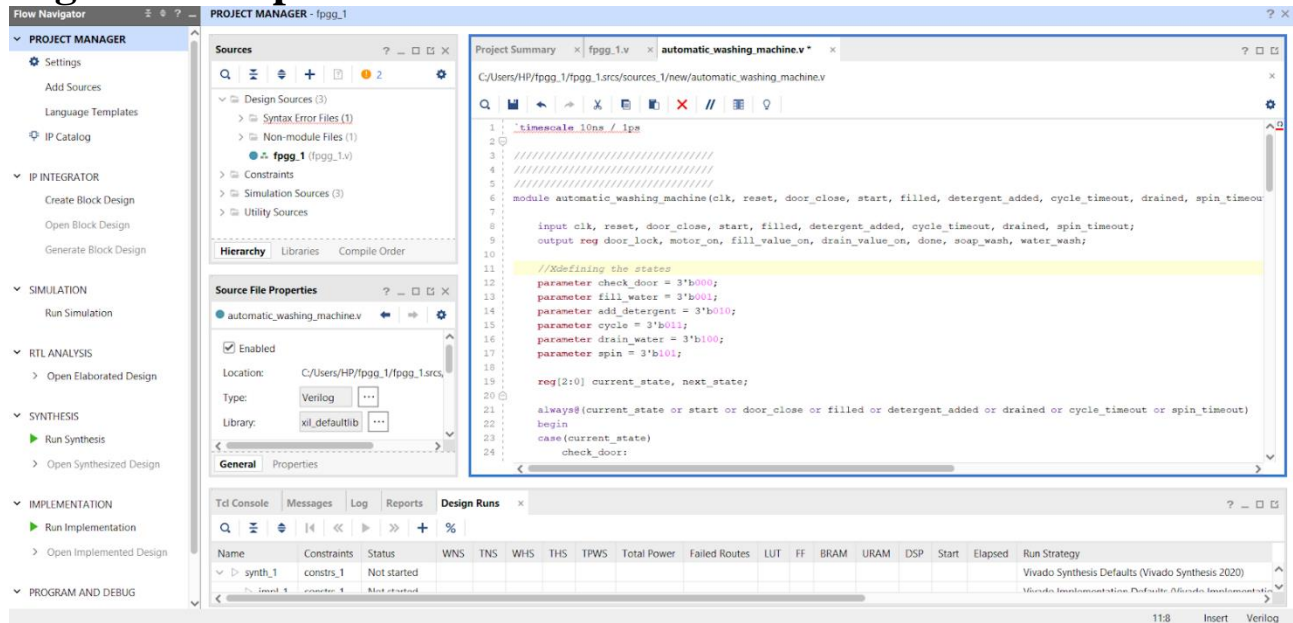 Flow Navigator ? _
PROJECT MANAGER - fpgg_1 ? ×
PROJECT MANAGER
Settings
Add Sources
Language Templates
IP Catalog
IP INTEGRATOR
Create Block Design
Open Block Design
Generate Block Design
SIMULATION
Run Simulation
RTL ANALYSIS
Open Elaborated Design
SYNTHESIS
Run Synthesis
Open Synthesized Design
IMPLEMENTATION
Run Implementation
Open Implemented Design
PROGRAM AND DEBUG
Sources
2
Design Sources (3)
Syntax Error Files (1)
Non-module Files (1)
fpgg_1 (fpgg_1.v)
Constraints
Simulation Sources (3)
Utility Sources
Hierarchy Libraries Compile Order
Source File Properties
automatic_washing_machine.v
Enabled
Location: C:/Users/HP/fpgg_1/fpgg_1.srcs,
Type: Verilog ...
Library: xil_defaultlib ...
General Properties
Project Summary × fpgg_1.v × automatic_washing_machine.v * ×
C:/Users/HP/fpgg_1/fpgg_1.srcs/sources_1/new/automatic_washing_machine.v
1 `timescale 10ns / 1ps
2
3 //////////////////////////////////
4 //////////////////////////////////
5 //////////////////////////////////
6 module automatic_washing_machine(clk, reset, door_close, start, filled, detergent_added, cycle_timeout, drained, spin_timeou
7
8 input clk, reset, door_close, start, filled, detergent_added, cycle_timeout, drained, spin_timeout;
9 output reg door_lock, motor_on, fill_value_on, drain_value_on, done, soap_wash, water_wash;
10
11 //Xdefining the states
12 parameter check_door = 3'b000;
13 parameter fill_water = 3'b001;
14 parameter add_detergent = 3'b010;
15 parameter cycle = 3'b011;
16 parameter drain_water = 3'b100;
17 parameter spin = 3'b101;
18
19 reg[2:0] current_state, next_state;
20
21 always@(current_state or start or door_close or filled or detergent_added or drained or cycle_timeout or spin_timeout)
22 begin
23 case(current_state)
24 check_door:
Tcl Console Messages Log Reports Design Runs ×
Name Constraints Status WNS TNS WHS THS TPWS Total Power Failed Routes LUT FF BRAM URAM DSP Start Elapsed Run Strategy
synth_1 constrs_1 Not started Vivado Synthesis Defaults (Vivado Synthesis 2020)
impl_1 constrs_1 Not started Vivado Implementation Defaults (Vivado Implementatio
11:8 Insert Verilog